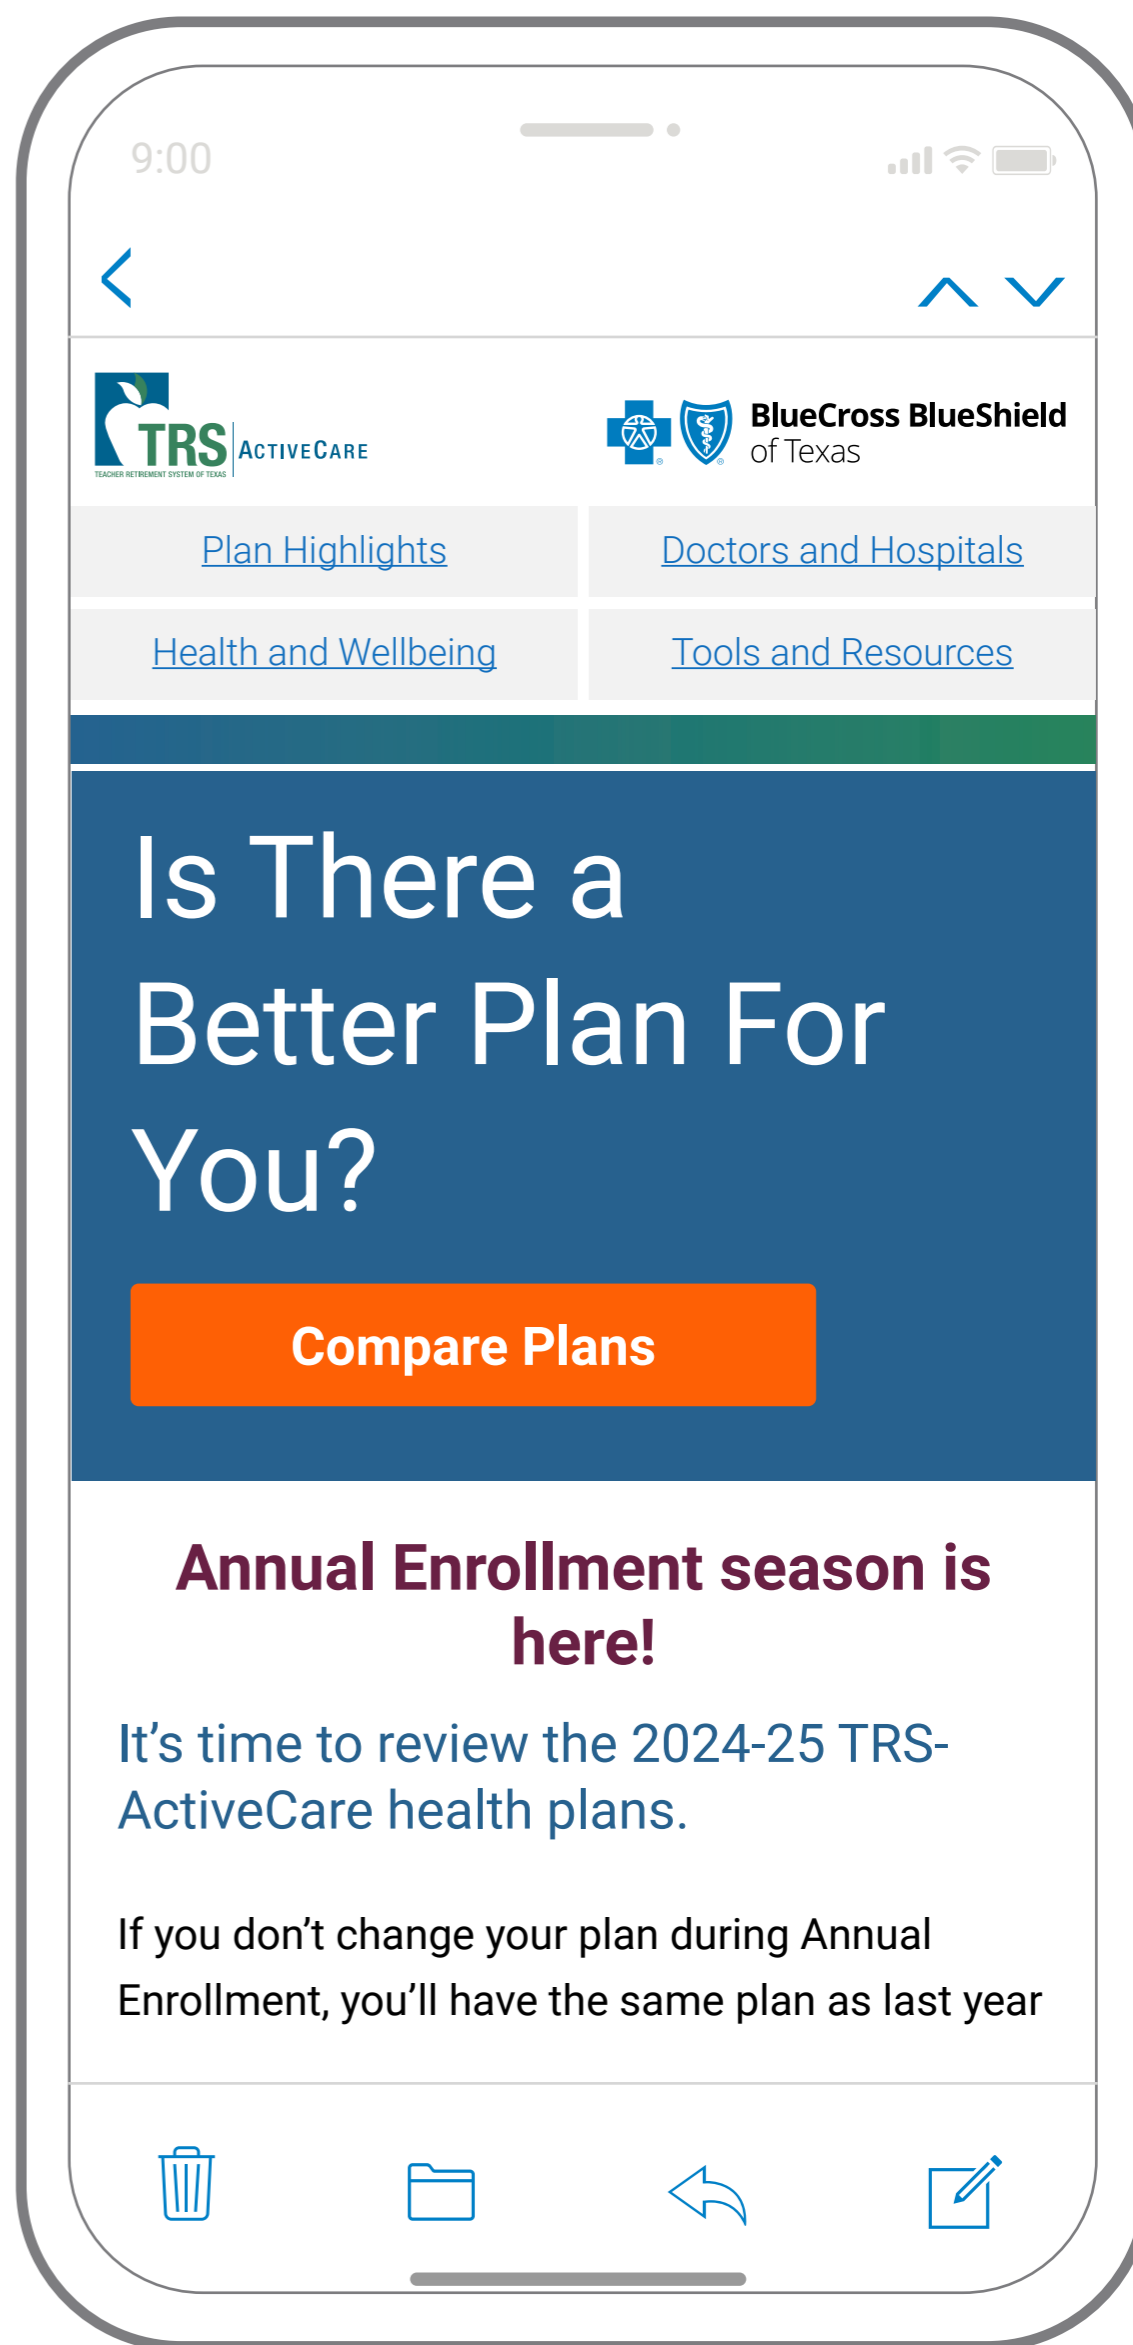 9:00
TRS ACTIVECARE
TEACHER RETIREMENT SYSTEM OF TEXAS
BlueCross BlueShield
of Texas
Plan Highlights
Doctors and Hospitals
Health and Wellbeing
Tools and Resources
Is There a
Better Plan For
You?
Compare Plans
Annual Enrollment season is
here!
It’s time to review the 2024-25 TRS-
ActiveCare health plans.
If you don’t change your plan during Annual
Enrollment, you’ll have the same plan as last year